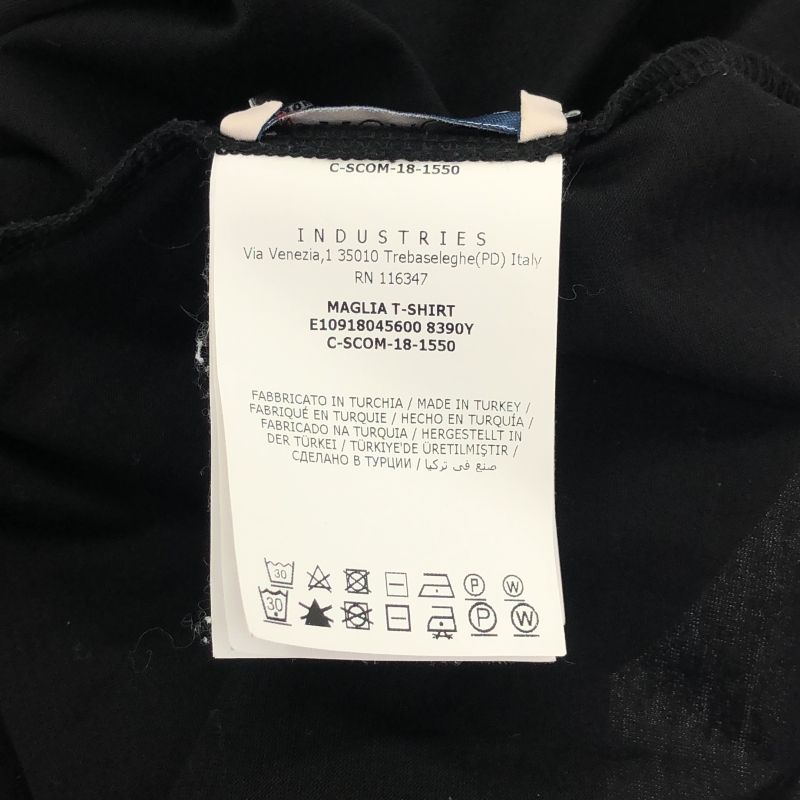 C-SCOM-18-1550
INDUSTRIES
Via Venezia,1 35010 Trebaseleghe(PD) Italy
RN 116347
MAGLIA T-SHIRT
E10918045600 8390Y
C-SCOM-18-1550
FABBRICATO IN TURCHIA / MADE IN TURKEY /
FABRIQUÉ EN TURQUIE / HECHO EN TURQUÍA /
FABRICADO NA TURQUIA / HERGESTELLT IN
DER TÜRKEI / TÜRKIYE'DE ÜRETILMIŞTIR /
СДЕЛАНО В ТУРЦИИ / صنع في تركيا
30 P W
30 P W